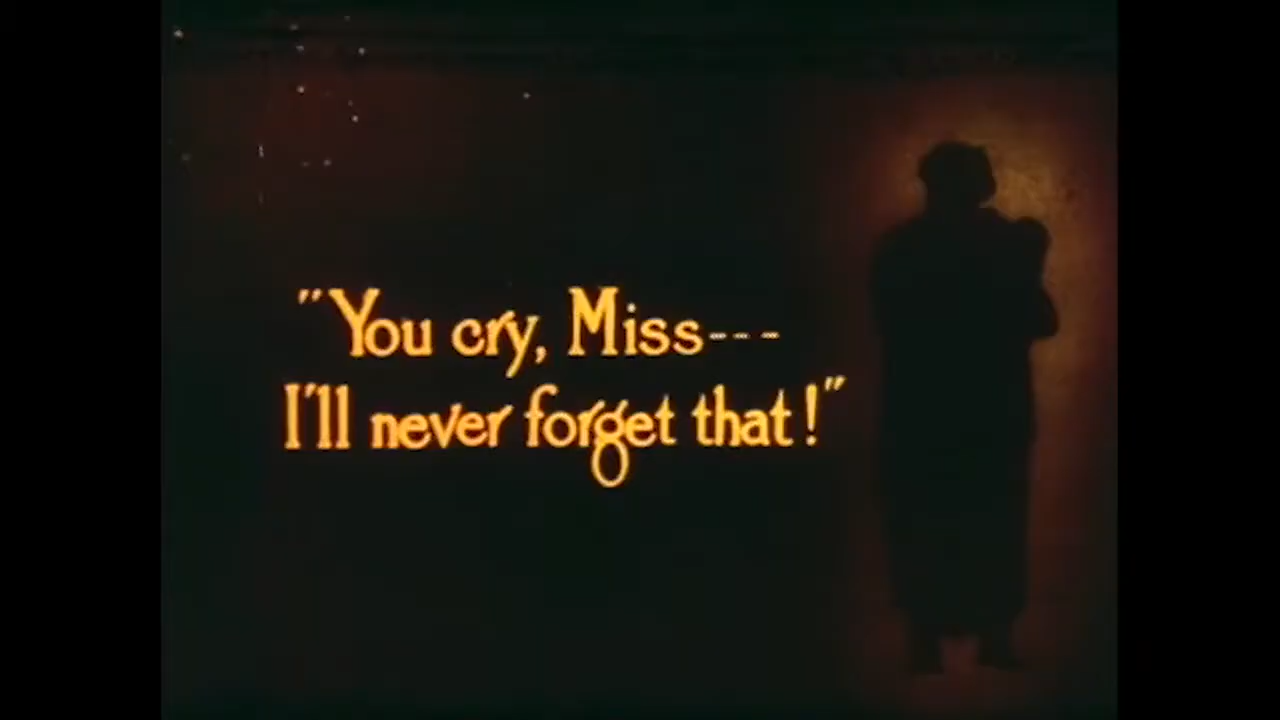 "You cry, Miss---
I'll never forget that!"